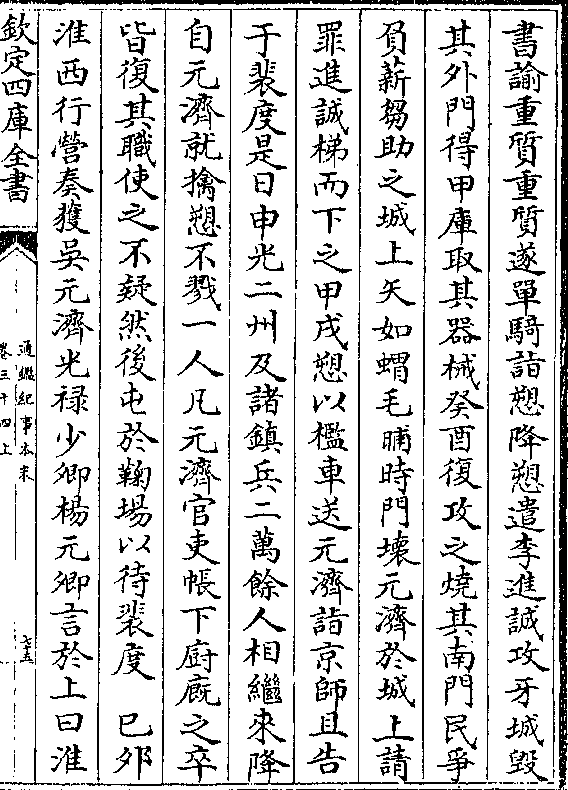 書諭重質重質遂單騎詣愬降愬遣李進誠攻牙城毀
其外門得甲庫取其器械癸酉復攻之燒其南門民爭
負薪芻助之城上矢如蝟毛晡時門壞元濟於城上請
罪進誠梯而下之甲戌愬以檻車送元濟詣京師且告
于裴度是日申光二州及諸鎮兵二萬餘人相繼來降
自元濟就擒愬不戮一人凡元濟官吏帳下廚廐之卒
皆復其職使之不疑然後屯於鞠場以待裴度 已夘
淮西行營奏獲吳元濟光禄少卿楊元卿言於上曰淮
欽定四庫全書
通鑑紀事本末
卷三十四上
七五